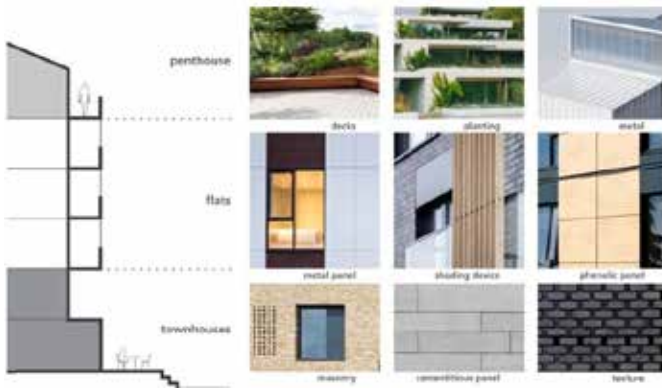 penthouse
decks
planting
metal
flats
metal panel
shading device
phenolic panel
townhouses
masonry
cementitious panel
texture